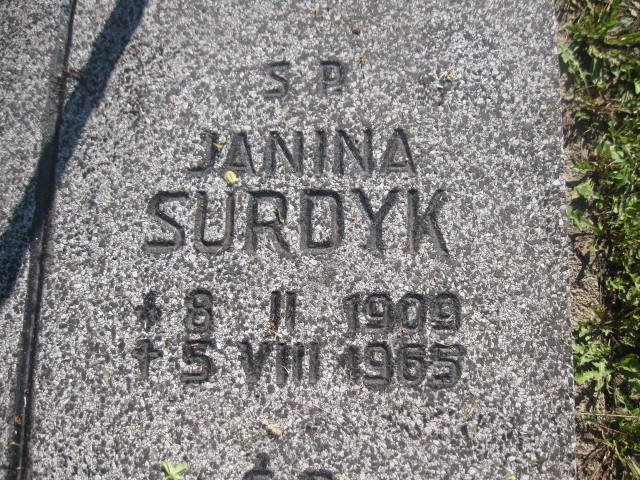 Ś P.
JANINA
SURDYK
* 8 II 1909
† 5 VIII 1965
Ś P.